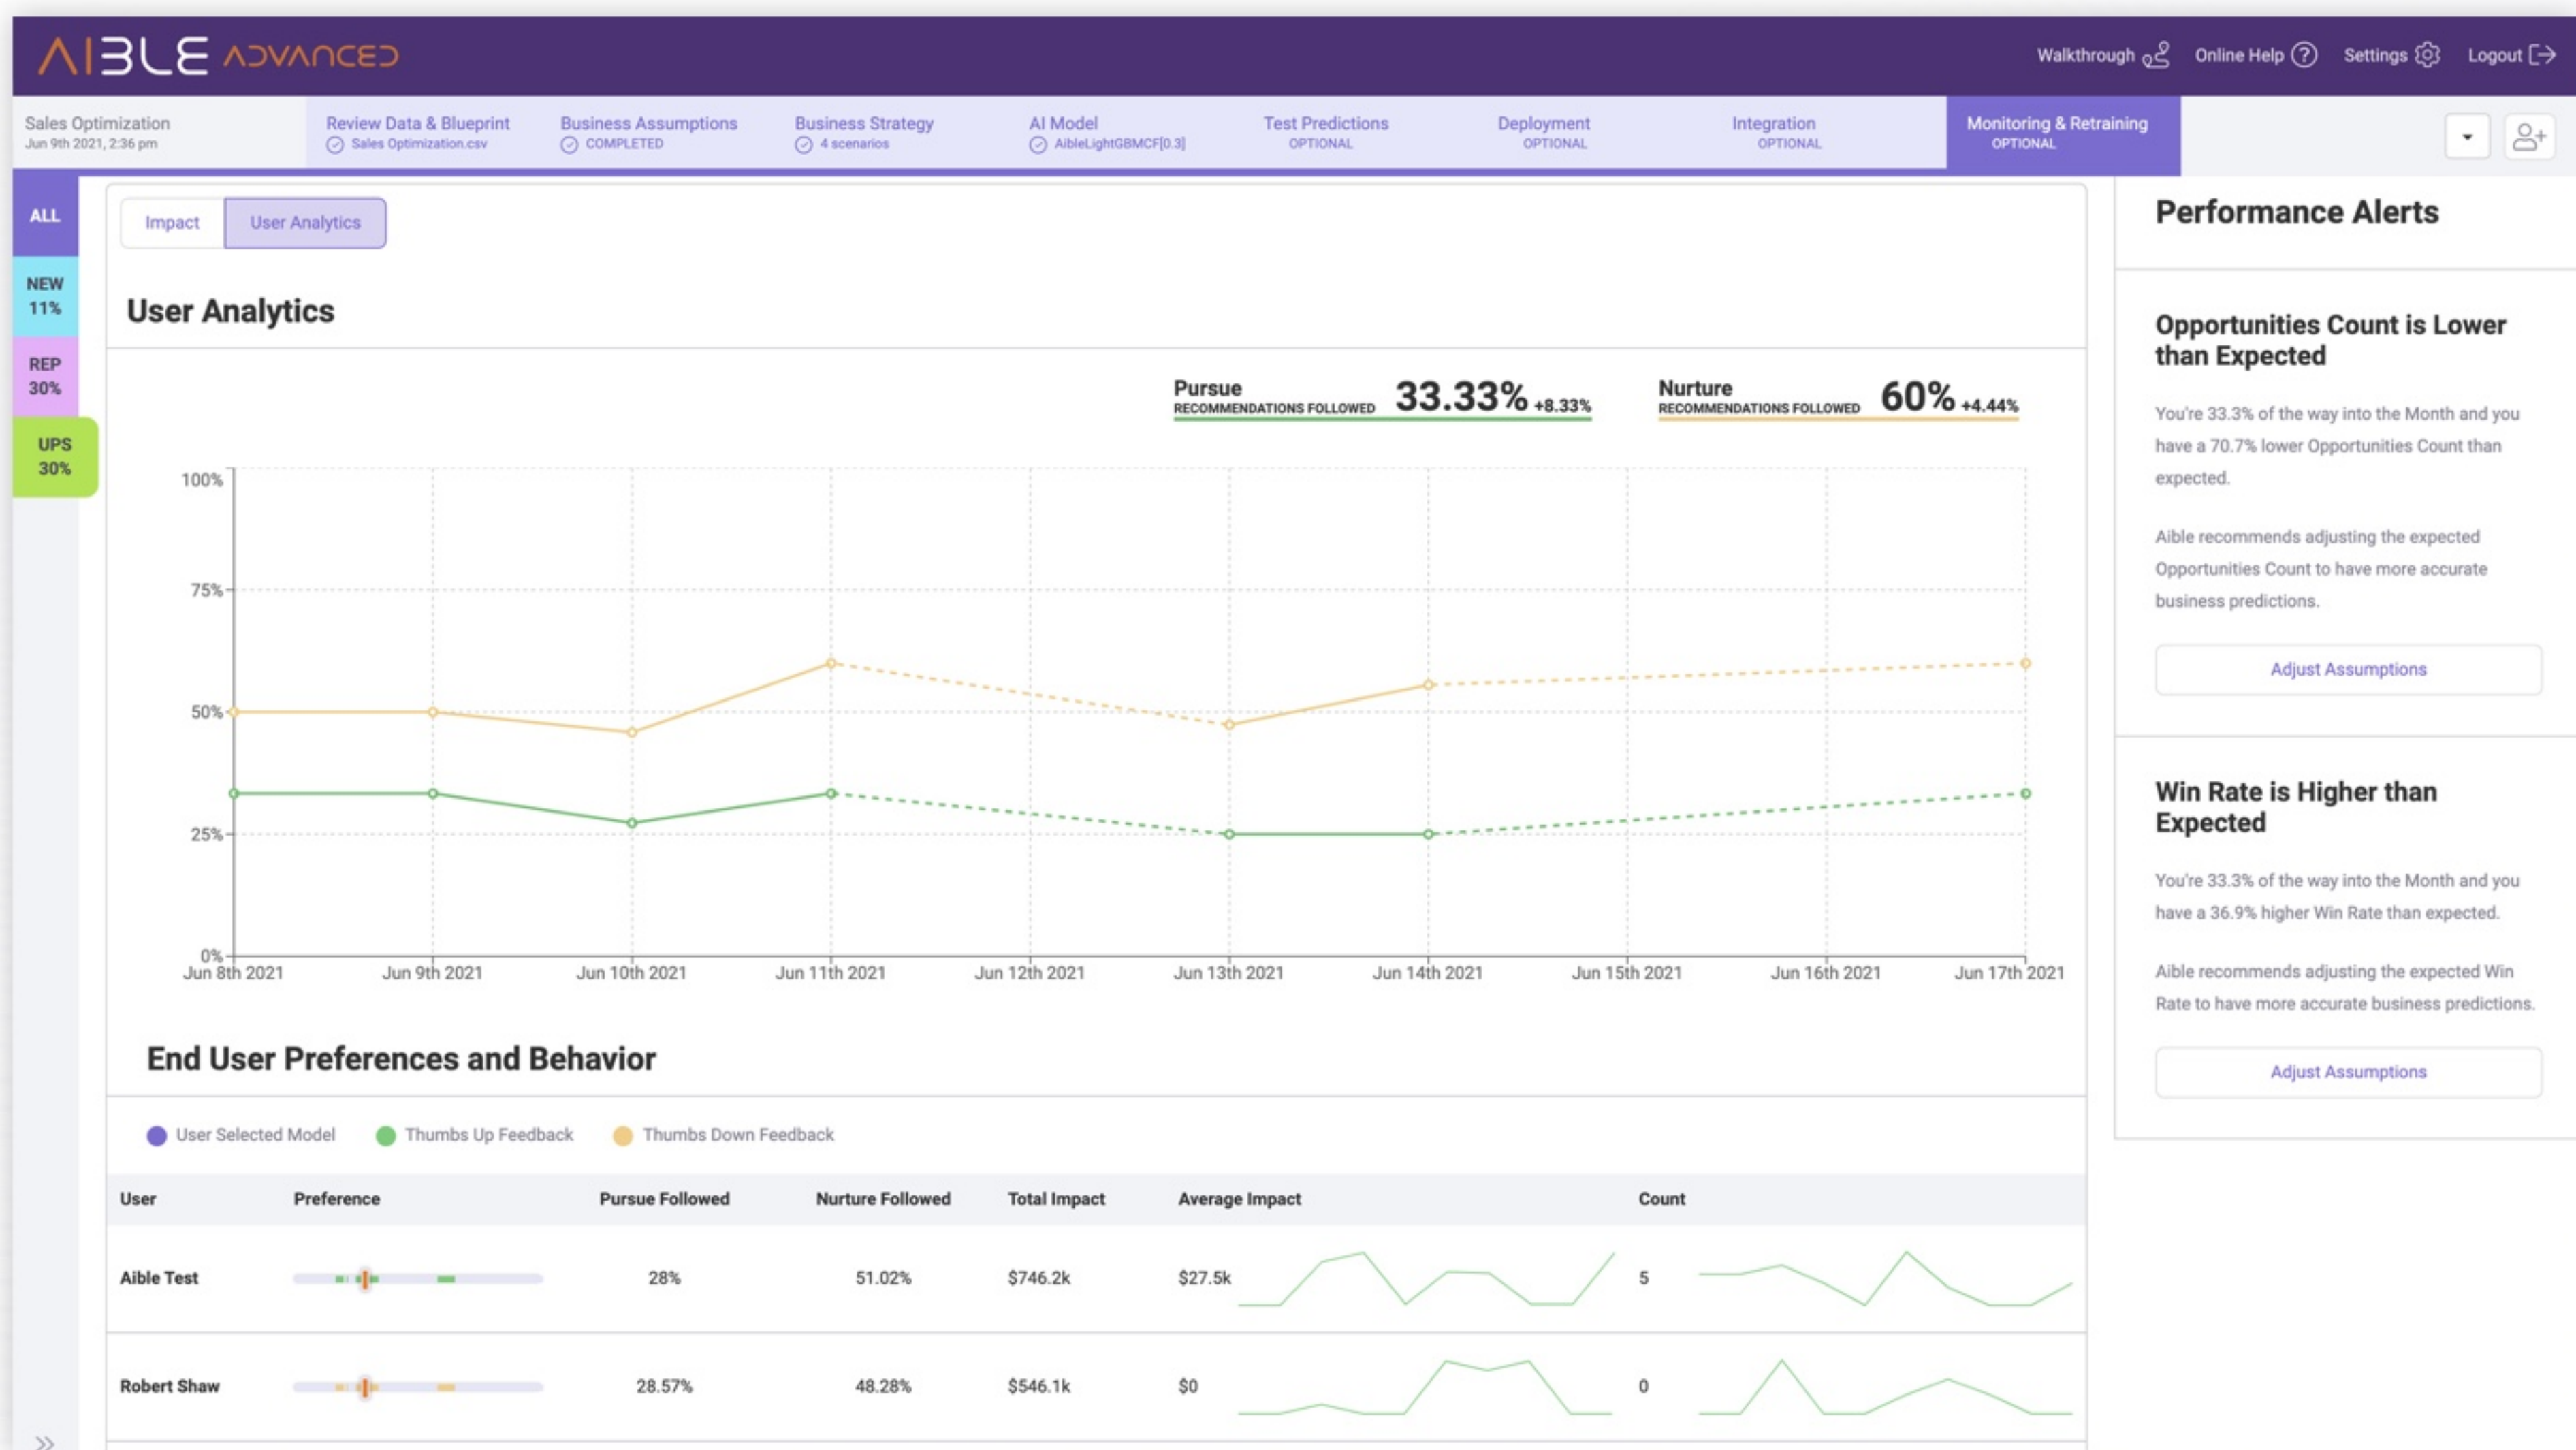 AIBLE ADVANCED
Walkthrough Online Help Settings Logout
Sales Optimization
Jun 9th 2021, 2:36 pm
Review Data & Blueprint
Sales Optimization.csv
Business Assumptions
COMPLETED
Business Strategy
4 scenarios
AI Model
AibleLightGBMCF[0.3]
Test Predictions
OPTIONAL
Deployment
OPTIONAL
Integration
OPTIONAL
Monitoring & Retraining
OPTIONAL
ALL
NEW
11%
REP
30%
UPS
30%
Impact
User Analytics
User Analytics
Pursue
RECOMMENDATIONS FOLLOWED
33.33% +8.33%
Nurture
RECOMMENDATIONS FOLLOWED
60% +4.44%
100%
75%
50%
25%
0%
Jun 8th 2021 Jun 9th 2021 Jun 10th 2021 Jun 11th 2021 Jun 12th 2021 Jun 13th 2021 Jun 14th 2021 Jun 15th 2021 Jun 16th 2021 Jun 17th 2021
End User Preferences and Behavior
User Selected Model Thumbs Up Feedback Thumbs Down Feedback
User Preference Pursue Followed Nurture Followed Total Impact Average Impact Count
Aible Test 28% 51.02% $746.2k $27.5k 5
Robert Shaw 28.57% 48.28% $546.1k $0 0
Performance Alerts
Opportunities Count is Lower
than Expected
You're 33.3% of the way into the Month and you
have a 70.7% lower Opportunities Count than
expected.
Aible recommends adjusting the expected
Opportunities Count to have more accurate
business predictions.
Adjust Assumptions
Win Rate is Higher than
Expected
You're 33.3% of the way into the Month and you
have a 36.9% higher Win Rate than expected.
Aible recommends adjusting the expected Win
Rate to have more accurate business predictions.
Adjust Assumptions